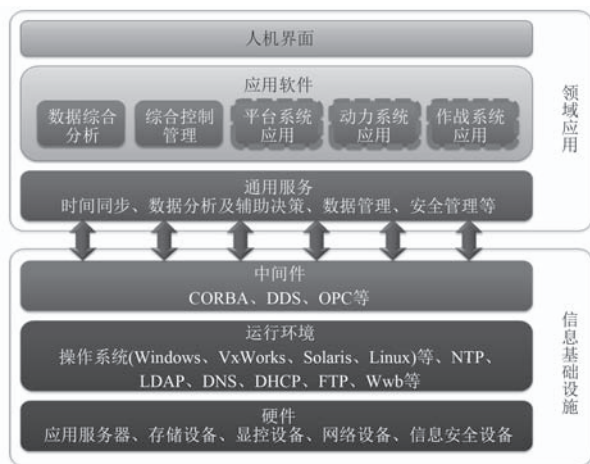 人机界面
应用软件
数据综合
分析
综合控制
管理
平台系统
应用
动力系统
应用
作战系统
应用
通用服务
时间同步、数据分析及辅助决策、数据管理、安全管理等
领域应用
中间件
CORBA、DDS、OPC等
运行环境
操作系统(Windows、VxWorks、Solaris、Linux)等、NTP、
LDAP、DNS、DHCP、FTP、Wwb等
硬件
应用服务器、存储设备、显控设备、网络设备、信息安全设备
信息基础设施